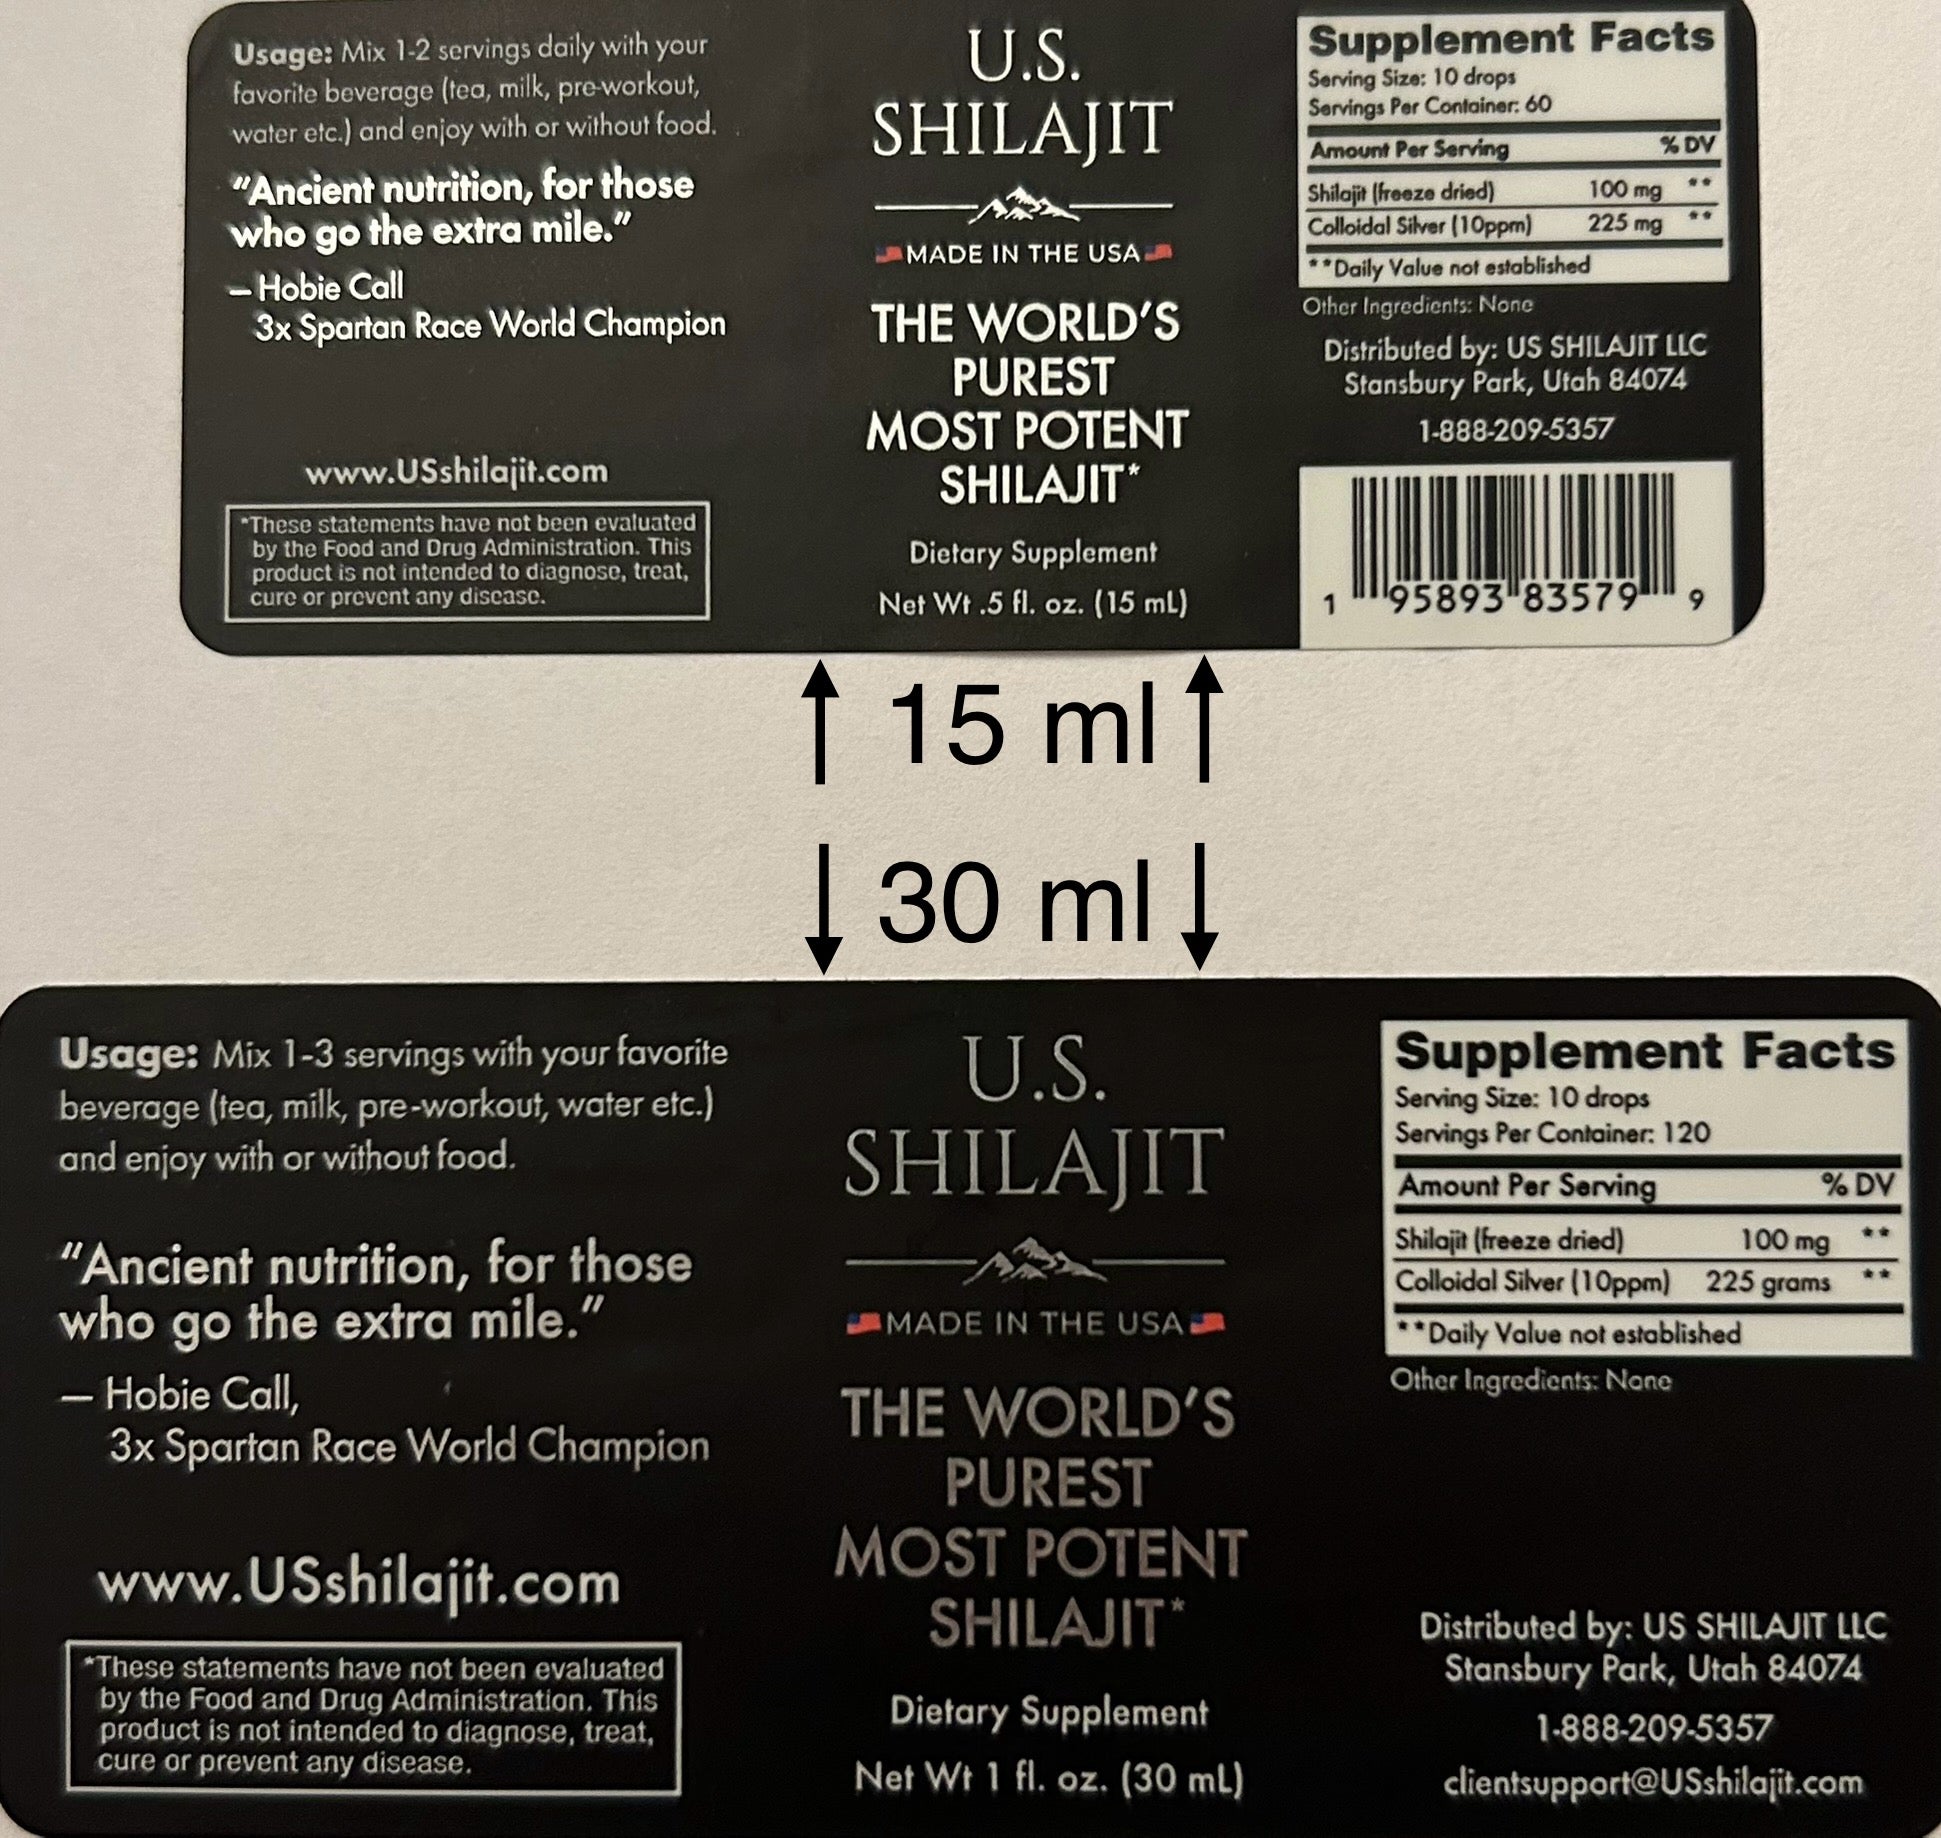 Usage: Mix 1-2 servings daily with your
favorite beverage (tea, milk, pre-workout,
water etc.) and enjoy with or without food.
“Ancient nutrition, for those
who go the extra mile.”
– Hobie Call
3x Spartan Race World Champion
www.USshilajit.com
*These statements have not been evaluated
by the Food and Drug Administration. This
product is not intended to diagnose, treat,
cure or prevent any disease.
U.S.
SHILAJIT
MADE IN THE USA
THE WORLD'S
PUREST
MOST POTENT
SHILAJIT*
Dietary Supplement
Net Wt .5 fl. oz. (15 mL)
Supplement Facts
Serving Size: 10 drops
Servings Per Container: 60
Amount Per Serving % DV
Shilajit (freeze dried) 100 mg **
Colloidal Silver (10ppm) 225 mg **
**Daily Value not established
Other Ingredients: None
Distributed by: US SHILAJIT LLC
Stansbury Park, Utah 84074
1-888-209-5357
1 95893 83579 9
15 ml
30 ml
Usage: Mix 1-3 servings with your favorite
beverage (tea, milk, pre-workout, water etc.)
and enjoy with or without food.
“Ancient nutrition, for those
who go the extra mile.”
– Hobie Call,
3x Spartan Race World Champion
www.USshilajit.com
*These statements have not been evaluated
by the Food and Drug Administration. This
product is not intended to diagnose, treat,
cure or prevent any disease.
U.S.
SHILAJIT
MADE IN THE USA
THE WORLD'S
PUREST
MOST POTENT
SHILAJIT*
Dietary Supplement
Net Wt 1 fl. oz. (30 mL)
Supplement Facts
Serving Size: 10 drops
Servings Per Container: 120
Amount Per Serving % DV
Shilajit (freeze dried) 100 mg **
Colloidal Silver (10ppm) 225 grams **
**Daily Value not established
Other Ingredients: None
Distributed by: US SHILAJIT LLC
Stansbury Park, Utah 84074
1-888-209-5357
clientsupport@USshilajit.com